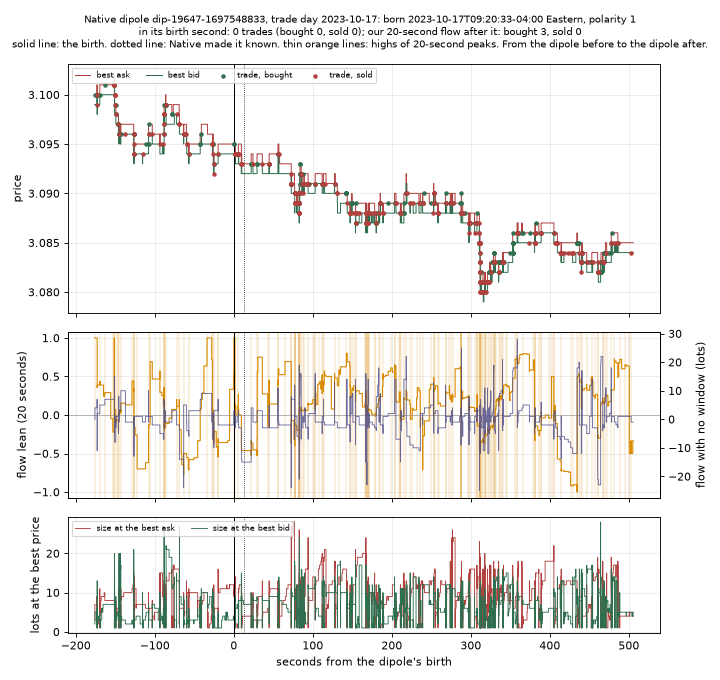 Native dipole dip-19647-1697548833, trade day 2023-10-17: born 2023-10-17T09:20:33-04:00 Eastern, polarity 1
in its birth second: 0 trades (bought 0, sold 0); our 20-second flow after it: bought 3, sold 0
solid line: the birth. dotted line: Native made it known. thin orange lines: highs of 20-second peaks. From the dipole before to the dipole after.
best ask
best bid
trade, bought
trade, sold
3.100
3.095
3.090
3.085
3.080
price
1.0
0.5
0.0
−0.5
−1.0
flow lean (20 seconds)
30
20
10
0
−10
−20
flow with no window (lots)
size at the best ask
size at the best bid
20
10
0
lots at the best price
−200
−100
0
100
200
300
400
500
seconds from the dipole's birth